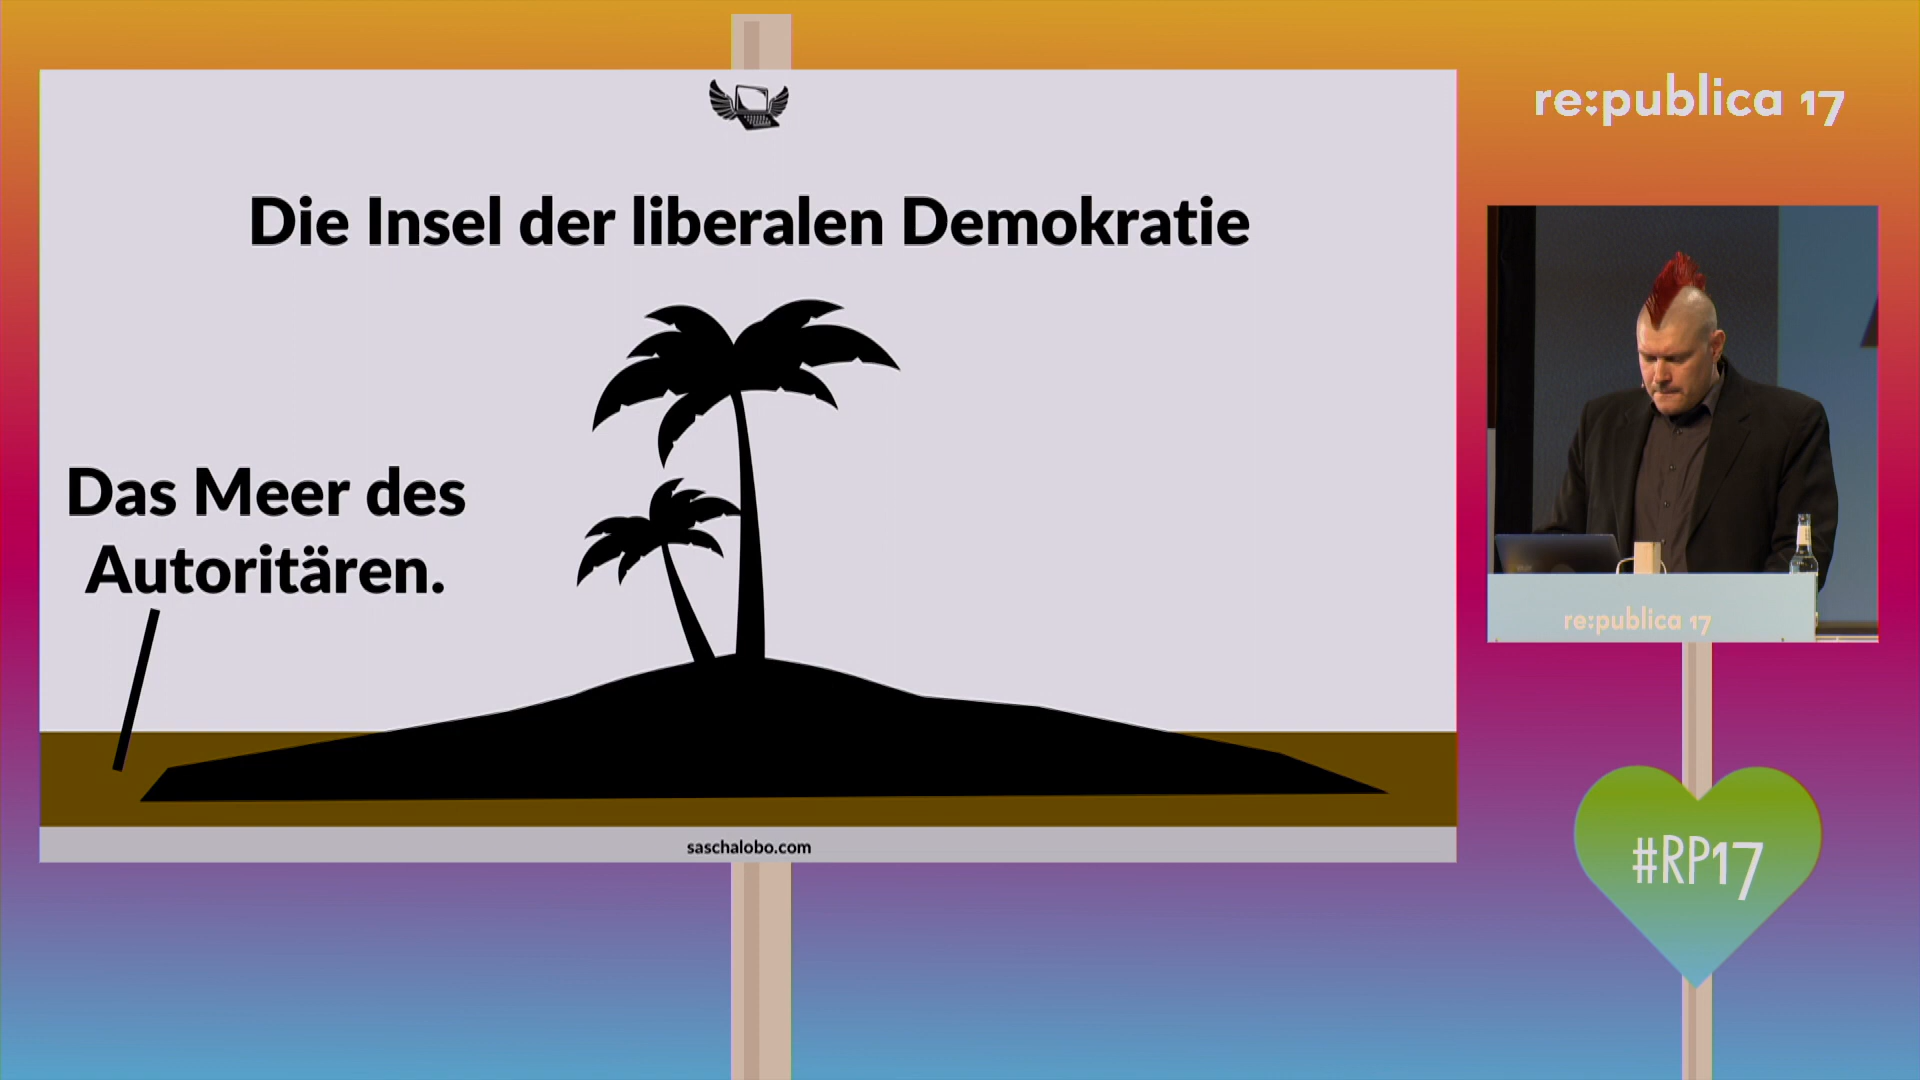 re:publica 17
Die Insel der liberalen Demokratie
Das Meer des
Autoritären.
saschalobo.com
re:publica 17
#RP17